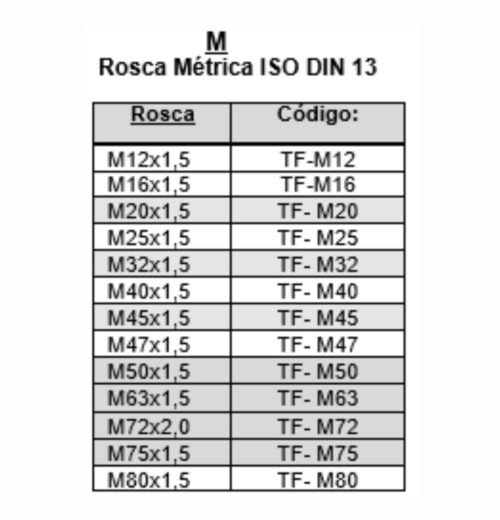 M
Rosca Métrica ISO DIN 13
Rosca Código:
M12x1,5 TF-M12
M16x1,5 TF-M16
M20x1,5 TF- M20
M25x1,5 TF- M25
M32x1,5 TF- M32
M40x1,5 TF- M40
M45x1,5 TF- M45
M47x1,5 TF- M47
M50x1,5 TF- M50
M63x1,5 TF- M63
M72x2,0 TF- M72
M75x1,5 TF- M75
M80x1,5 TF- M80